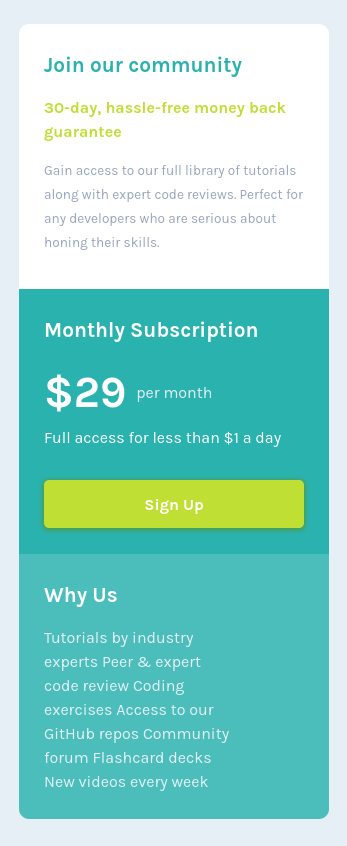 Join our community
30-day, hassle-free money back
guarantee
Gain access to our full library of tutorials
along with expert code reviews. Perfect for
any developers who are serious about
honing their skills.
Monthly Subscription
$29 per month
Full access for less than $1 a day
Sign Up
Why Us
Tutorials by industry
experts Peer & expert
code review Coding
exercises Access to our
GitHub repos Community
forum Flashcard decks
New videos every week